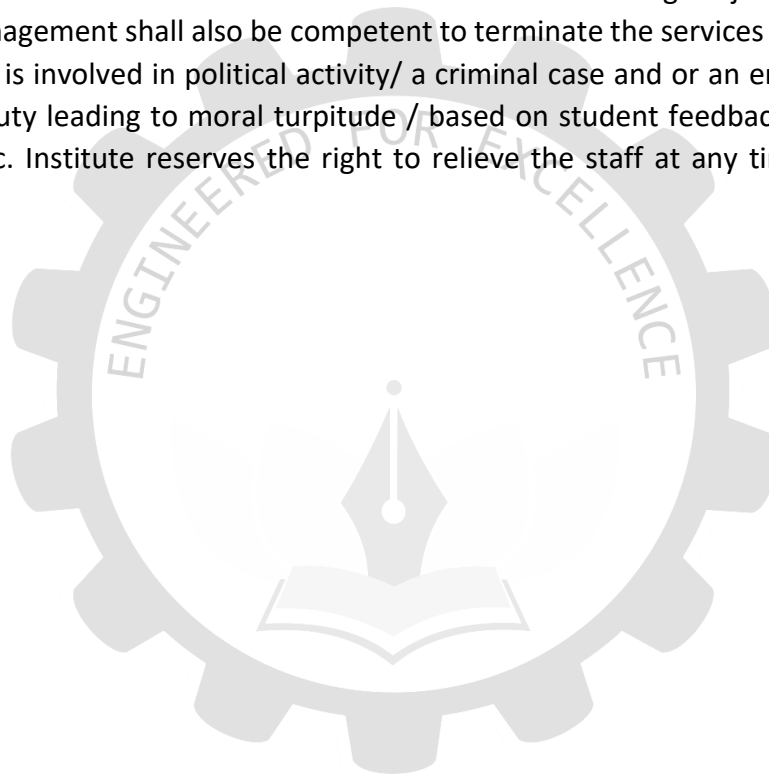 nagement shall also be competent to terminate the services
is involved in political activity/ a criminal case and or an
uty leading to moral turpitude / based on student feedbac
c. Institute reserves the right to relieve the staff at any
ENGINEERED FOR EXCELLENCE